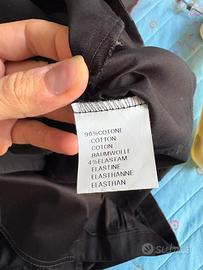 96%COTONE
COTTON
COTON
BAUMWOLLE
4%ELASTAM
ELASTINE
ELASTHANNE
ELASTHAN
subito